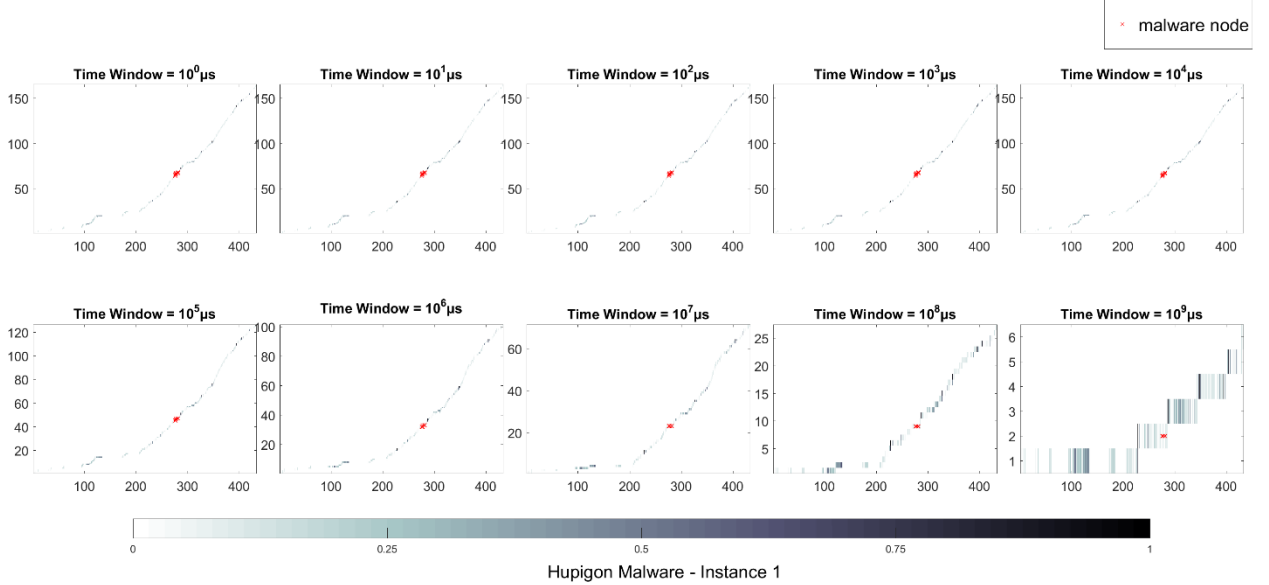 malware node
Time Window = 10⁰µs
150
100
50
100 200 300 400
Time Window = 10¹µs
150
100
50
100 200 300 400
Time Window = 10²µs
150
100
50
100 200 300 400
Time Window = 10³µs
150
100
50
100 200 300 400
Time Window = 10⁴µs
150
100
50
100 200 300 400
Time Window = 10⁵µs
120
100
80
60
40
20
100 200 300 400
Time Window = 10⁶µs
100
80
60
40
20
100 200 300 400
Time Window = 10⁷µs
60
40
20
100 200 300 400
Time Window = 10⁸µs
25
20
15
10
5
100 200 300 400
Time Window = 10⁹µs
6
5
4
3
2
1
100 200 300 400
0 0.25 0.5 0.75 1
Hupigon Malware - Instance 1